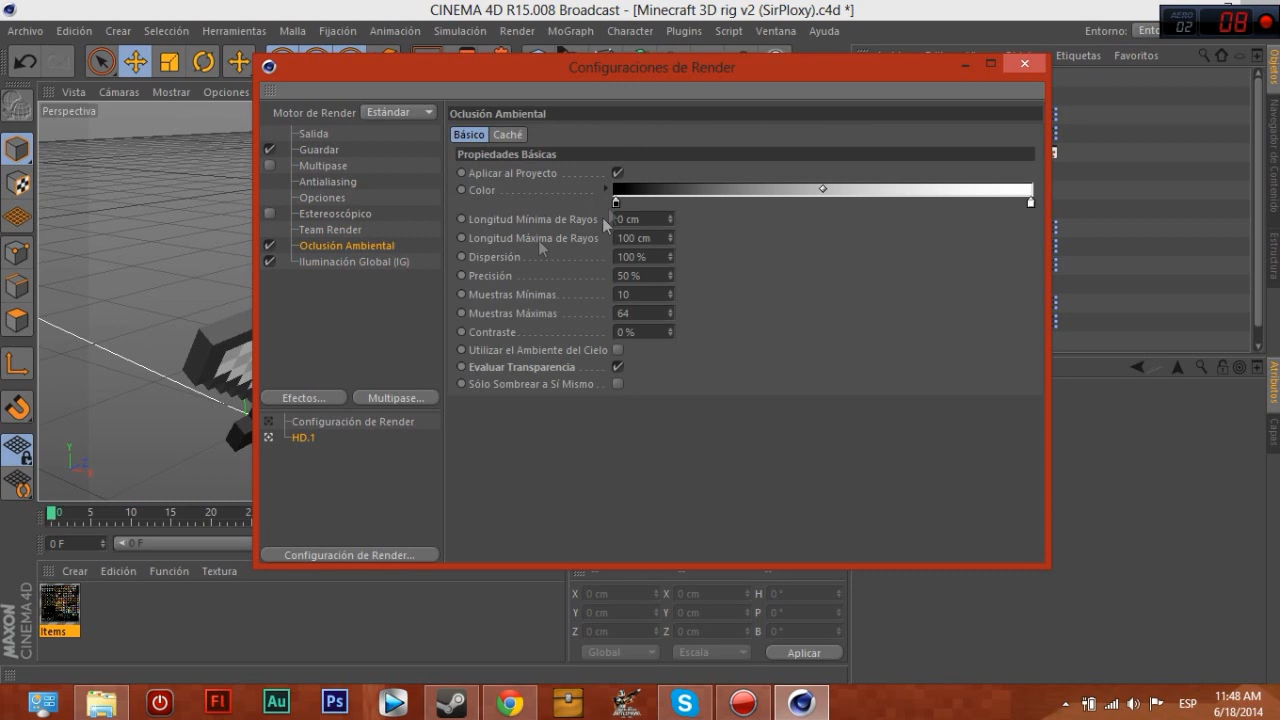 CINEMA 4D R15.008 Broadcast - [Minecraft 3D rig v2 (SirPloxy).c4d *]
AERO 02 08
Archivo Edición Crear Selección Herramientas Malla Fijación Animación Simulación Render MoGraph Character Plugins Script Ventana Ayuda Entorno:
Etiquetas Favoritos
Configuraciones de Render
Vista Cámaras Mostrar Opciones
Perspectiva
Motor de Render Estándar
Salida
Guardar
Multipase
Antialiasing
Opciones
Estereoscópico
Team Render
Oclusión Ambiental
Iluminación Global (IG)
Efectos... Multipase...
Configuración de Render
HD.1
Configuración de Render...
Oclusión Ambiental
Básico Caché
Propiedades Básicas
Aplicar al Proyecto
Color
Longitud Mínima de Rayos 0 cm
Longitud Máxima de Rayos 100 cm
Dispersión 100 %
Precisión 50 %
Muestras Mínimas 10
Muestras Máximas 64
Contraste 0 %
Utilizar el Ambiente del Cielo
Evaluar Transparencia
Sólo Sombrear a Sí Mismo
Objetos
Navegador de Contenido
Estructura
Atributos
Capas
Y
Z
X
0 5 10 15 20
0 F 0 F
Crear Edición Función Textura
Items
MAXON
CINEMA 4D
X 0 cm X 0 cm H 0 °
Y 0 cm Y 0 cm P 0 °
Z 0 cm Z 0 cm B 0 °
Global Escala Aplicar
Fl Au Ps
ESP
11:48 AM
6/18/2014